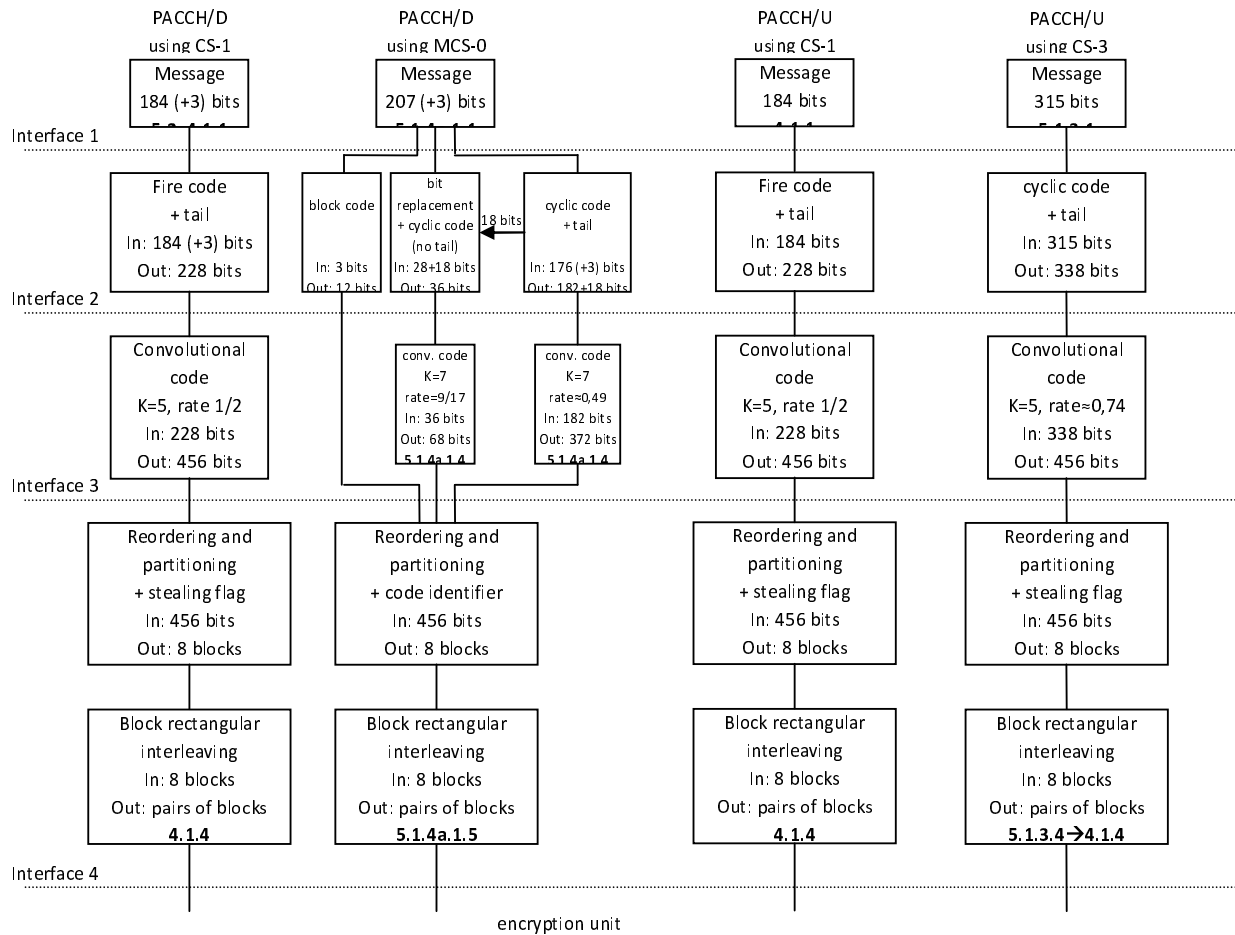 PACCH/D
using CS-1
PACCH/D
using MCS-0
PACCH/U
using CS-1
PACCH/U
using CS-3
Message
184 (+3) bits
Message
207 (+3) bits
Message
184 bits
Message
315 bits
Interface 1
Fire code
+ tail
In: 184 (+3) bits
Out: 228 bits
block code
In: 3 bits
Out: 12 bits
bit
replacement
+ cyclic code
(no tail)
In: 28+18 bits
Out: 36 bits
18 bits
cyclic code
+ tail
In: 176 (+3) bits
Out: 182+18 bits
Fire code
+ tail
In: 184 bits
Out: 228 bits
cyclic code
+ tail
In: 315 bits
Out: 338 bits
Interface 2
Convolutional
code
K=5, rate 1/2
In: 228 bits
Out: 456 bits
conv. code
K=7
rate=9/17
In: 36 bits
Out: 68 bits
5.1.4a.1.4
conv. code
K=7
rate≈0,49
In: 182 bits
Out: 372 bits
5.1.4a.1.4
Convolutional
code
K=5, rate 1/2
In: 228 bits
Out: 456 bits
Convolutional
code
K=5, rate≈0,74
In: 338 bits
Out: 456 bits
Interface 3
Reordering and
partitioning
+ stealing flag
In: 456 bits
Out: 8 blocks
Reordering and
partitioning
+ code identifier
In: 456 bits
Out: 8 blocks
Reordering and
partitioning
+ stealing flag
In: 456 bits
Out: 8 blocks
Reordering and
partitioning
+ stealing flag
In: 456 bits
Out: 8 blocks
Block rectangular
interleaving
In: 8 blocks
Out: pairs of blocks
4.1.4
Block rectangular
interleaving
In: 8 blocks
Out: pairs of blocks
5.1.4a.1.5
Block rectangular
interleaving
In: 8 blocks
Out: pairs of blocks
4.1.4
Block rectangular
interleaving
In: 8 blocks
Out: pairs of blocks
5.1.3.4→4.1.4
Interface 4
encryption unit